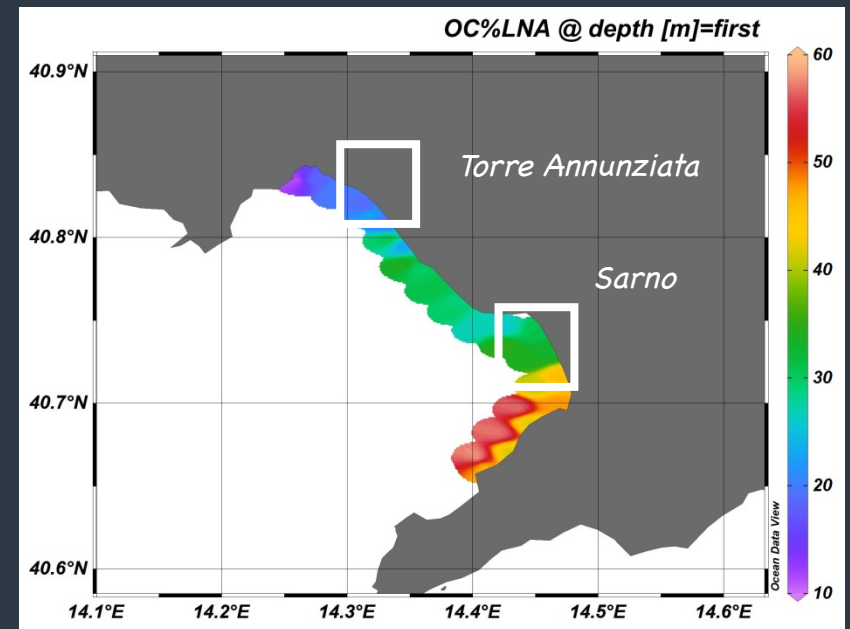 OC%LNA @ depth [m]=first
40.9°N
40.8°N
40.7°N
40.6°N
14.1°E 14.2°E 14.3°E 14.4°E 14.5°E 14.6°E
Torre Annunziata
Sarno
60
50
40
30
20
10
Ocean Data View